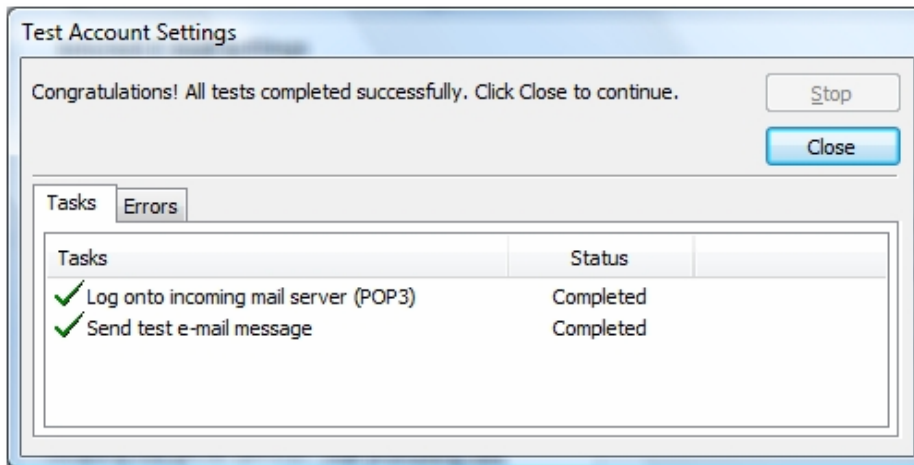 Test Account Settings
Congratulations! All tests completed successfully. Click Close to continue.
Stop
Close
Tasks Errors
Tasks Status
Log onto incoming mail server (POP3) Completed
Send test e-mail message Completed